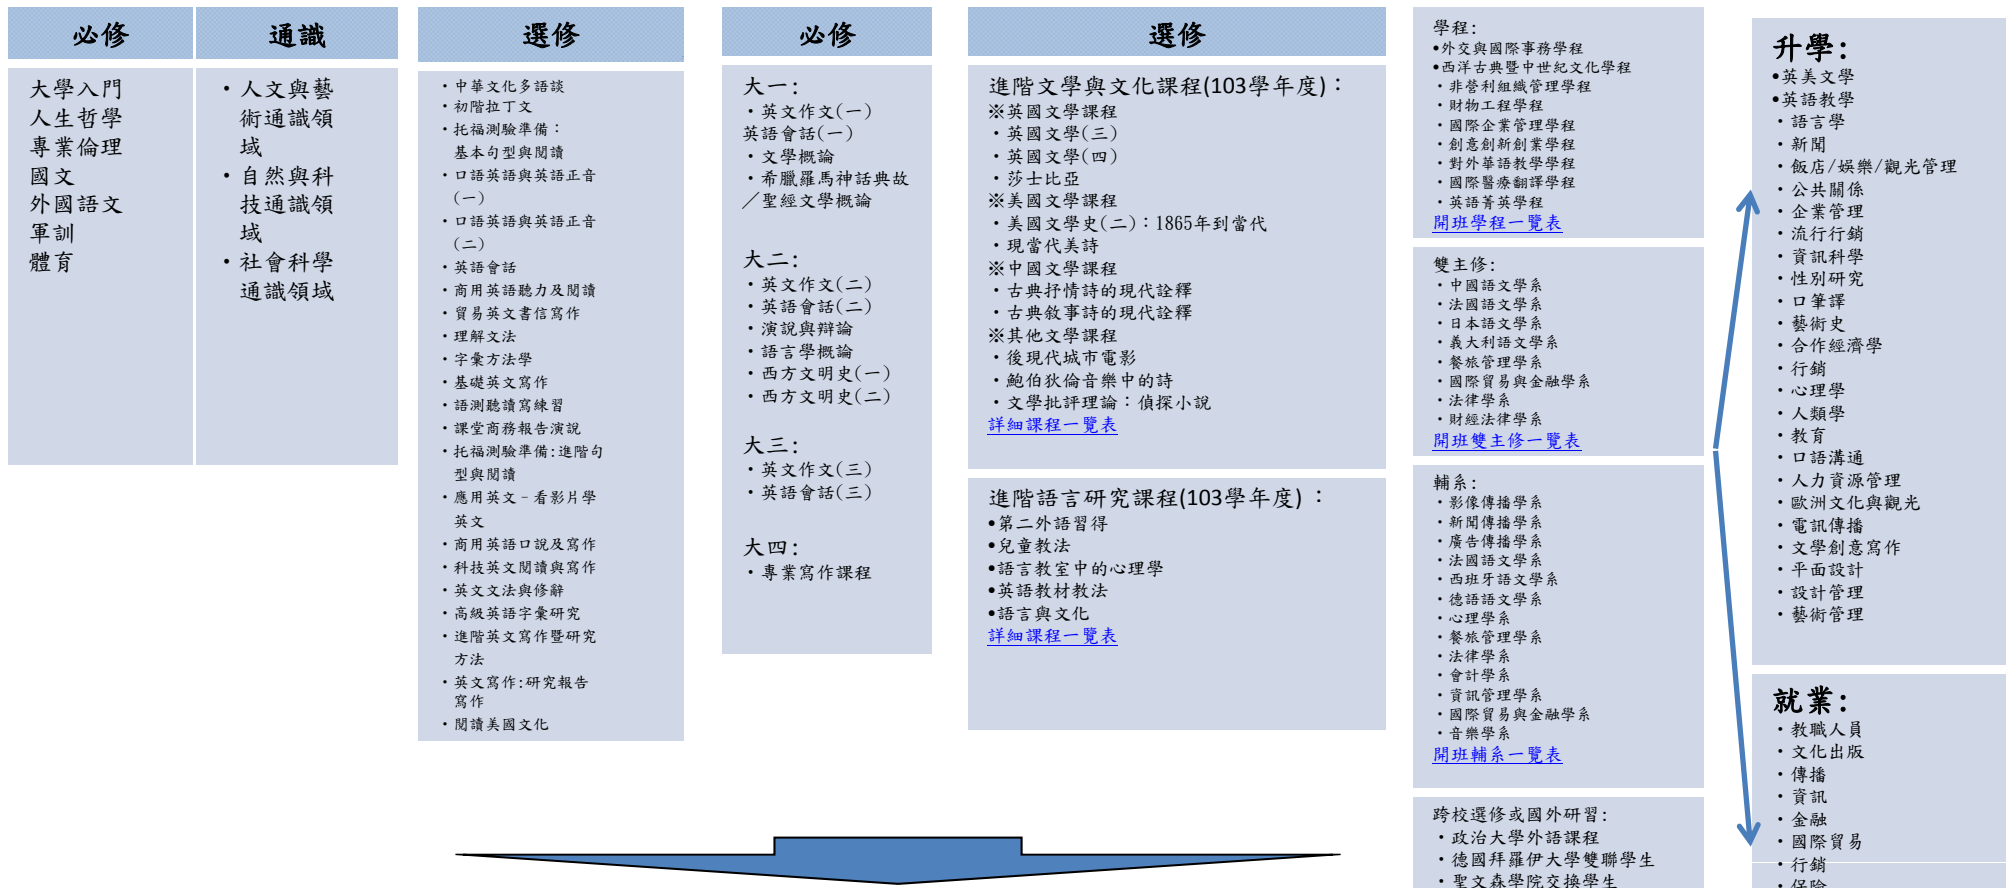 必修
大學入門
人生哲學
專業倫理
國文
外國語文
軍訓
體育
通識
・人文與藝
術通識領
域
・自然與科
技通識領
域
・社會科學
通識領域
選修
・中華文化多語談
・初階拉丁文
・托福測驗準備：
基本句型與閱讀
・口語英語與英語正音
(一)
・口語英語與英語正音
(二)
・英語會話
・商用英語聽力及閱讀
・貿易英文書信寫作
・理解文法
・字彙方法學
・基礎英文寫作
・語測聽讀寫練習
・課堂商務報告演說
・托福測驗準備:進階句
型與閱讀
・應用英文–看影片學
英文
・商用英語口說及寫作
・科技英文閱讀與寫作
・英文文法與修辭
・高級英語字彙研究
・進階英文寫作暨研究
方法
・英文寫作:研究報告
寫作
・閱讀美國文化
必修
大一:
・英文作文(一)
英語會話(一)
・文學概論
・希臘羅馬神話典故
／聖經文學概論
大二:
・英文作文(二)
・英語會話(二)
・演說與辯論
・語言學概論
・西方文明史(一)
・西方文明史(二)
大三:
・英文作文(三)
・英語會話(三)
大四:
・專業寫作課程
選修
進階文學與文化課程(103學年度)：
※英國文學課程
・英國文學(三)
・英國文學(四)
・莎士比亞
※美國文學課程
・美國文學史(二)：1865年到當代
・現當代美詩
※中國文學課程
・古典抒情詩的現代詮釋
・古典敘事詩的現代詮釋
※其他文學課程
・後現代城市電影
・鮑伯狄倫音樂中的詩
・文學批評理論：偵探小說
詳細課程一覽表
進階語言研究課程(103學年度)：
•第二外語習得
•兒童教法
•語言教室中的心理學
•英語教材教法
•語言與文化
詳細課程一覽表
學程:
•外交與國際事務學程
•西洋古典暨中世紀文化學程
・非營利組織管理學程
・財物工程學程
・國際企業管理學程
・創意創新創業學程
・對外華語教學學程
・國際醫療翻譯學程
・英語菁英學程
開班學程一覽表
雙主修:
・中國語文學系
・法國語文學系
・日本語文學系
・義大利語文學系
・餐旅管理學系
・國際貿易與金融學系
・法律學系
・財經法律學系
開班雙主修一覽表
輔系:
・影像傳播學系
・新聞傳播學系
・廣告傳播學系
・法國語文學系
・西班牙語文學系
・德語語文學系
・心理學系
・餐旅管理學系
・法律學系
・會計學系
・資訊管理學系
・國際貿易與金融學系
・音樂學系
開班輔系一覽表
跨校選修或國外研習:
・政治大學外語課程
・德國拜羅伊大學雙聯學生
・聖文森學院交換學生
升學:
•英美文學
•英語教學
・語言學
・新聞
・飯店/娛樂/觀光管理
・公共關係
・企業管理
・流行行銷
・資訊科學
・性別研究
・口筆譯
・藝術史
・合作經濟學
・行銷
・心理學
・人類學
・教育
・口語溝通
・人力資源管理
・歐洲文化與觀光
・電訊傳播
・文學創意寫作
・平面設計
・設計管理
・藝術管理
就業:
・教職人員
・文化出版
・傳播
・資訊
・金融
・國際貿易
・行銷
・保險